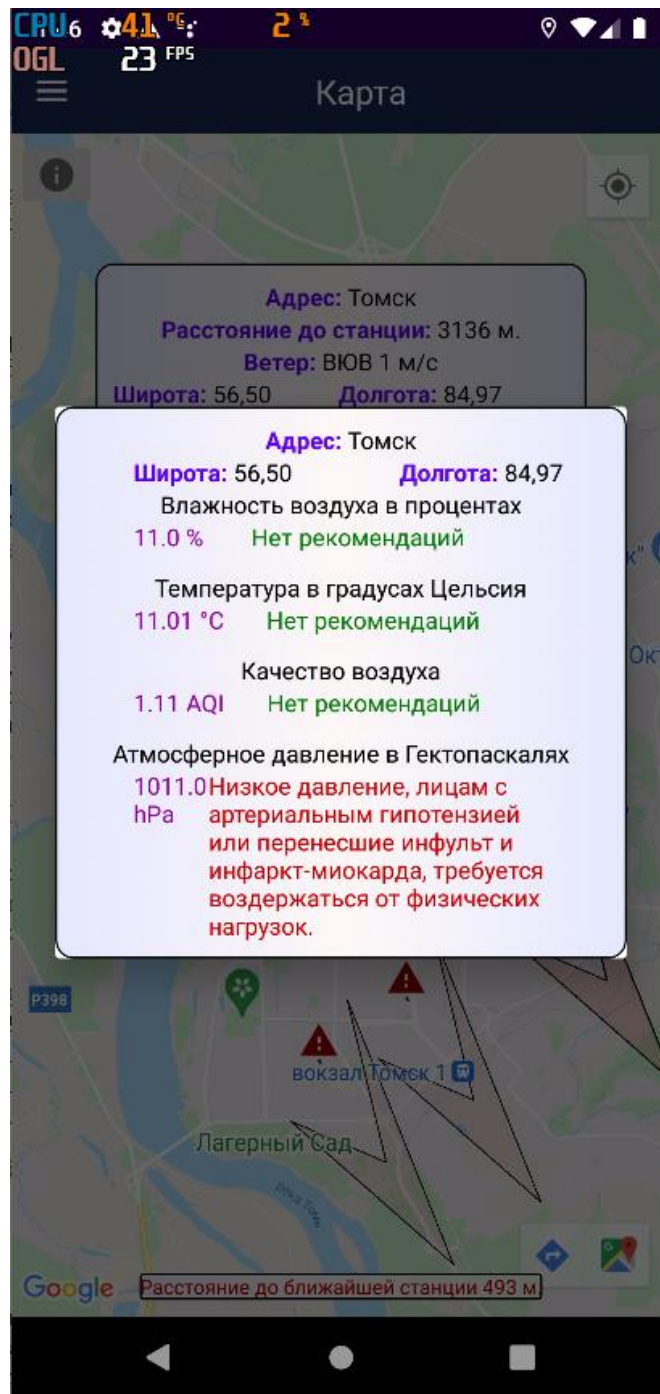 CPU 41 °C 2 %
OGL 23 FPS
Карта
Адрес: Томск
Расстояние до станции: 3136 м.
Ветер: ВЮВ 1 м/с
Широта: 56,50 Долгота: 84,97
Адрес: Томск
Широта: 56,50 Долгота: 84,97
Влажность воздуха в процентах
11.0 % Нет рекомендаций
Температура в градусах Цельсия
11.01 °C Нет рекомендаций
Качество воздуха
1.11 AQI Нет рекомендаций
Атмосферное давление в Гектопаскалях
1011.0 Низкое давление, лицам с
hPa артериальным гипотензией
или перенесшие инфульт и
инфаркт-миокарда, требуется
воздержаться от физических
нагрузок.
P398
вокзал Томск 1
Лагерный Сад
река Томь
Google Расстояние до ближайшей станции 493 м.